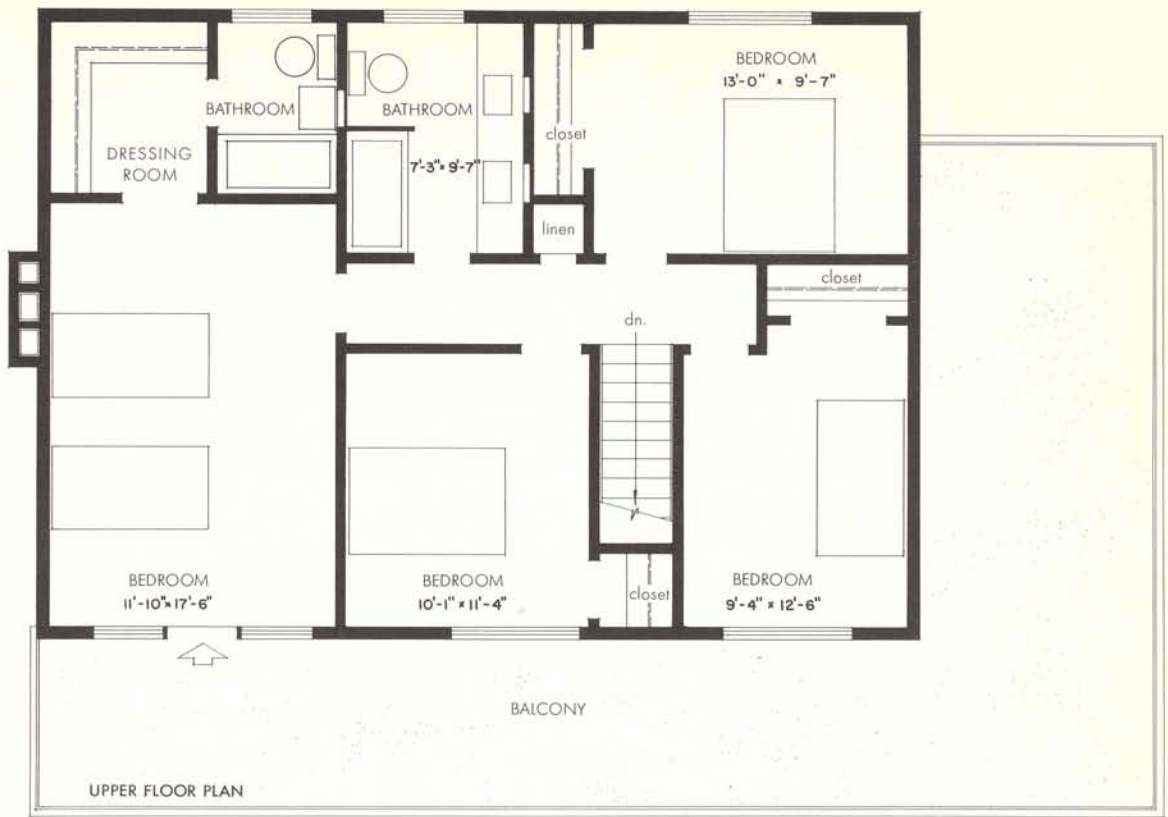 BEDROOM
13'-0" x 9'-7"
BATHROOM
BATHROOM
closet
DRESSING
ROOM
7'-3" x 9'-7"
linen
closet
dn.
BEDROOM
11'-10" x 17'-6"
BEDROOM
10'-1" x 11'-4"
closet
BEDROOM
9'-4" x 12'-6"
BALCONY
UPPER FLOOR PLAN